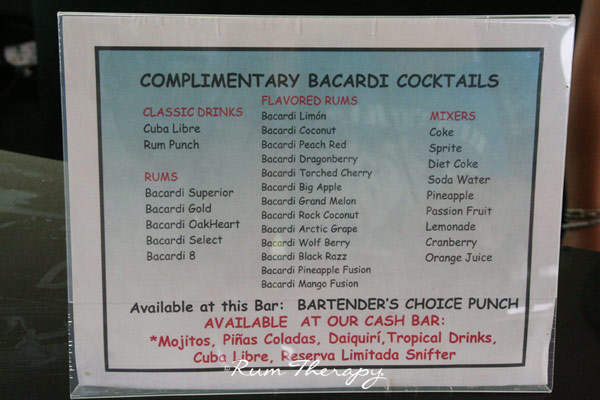 COMPLIMENTARY BACARDI COCKTAILS
CLASSIC DRINKS
Cuba Libre
Rum Punch
RUMS
Bacardi Superior
Bacardi Gold
Bacardi OakHeart
Bacardi Select
Bacardi 8
FLAVORED RUMS
Bacardi Limón
Bacardi Coconut
Bacardi Peach Red
Bacardi Dragonberry
Bacardi Torched Cherry
Bacardi Big Apple
Bacardi Grand Melon
Bacardi Rock Coconut
Bacardi Arctic Grape
Bacardi Wolf Berry
Bacardi Black Razz
Bacardi Pineapple Fusion
Bacardi Mango Fusion
MIXERS
Coke
Sprite
Diet Coke
Soda Water
Pineapple
Passion Fruit
Lemonade
Cranberry
Orange Juice
Available at this Bar: BARTENDER'S CHOICE PUNCH
AVAILABLE AT OUR CASH BAR:
*Mojitos, Piñas Coladas, Daiquirí,Tropical Drinks,
Cuba Libre, Reserva Limitada Snifter
© Rum Therapy